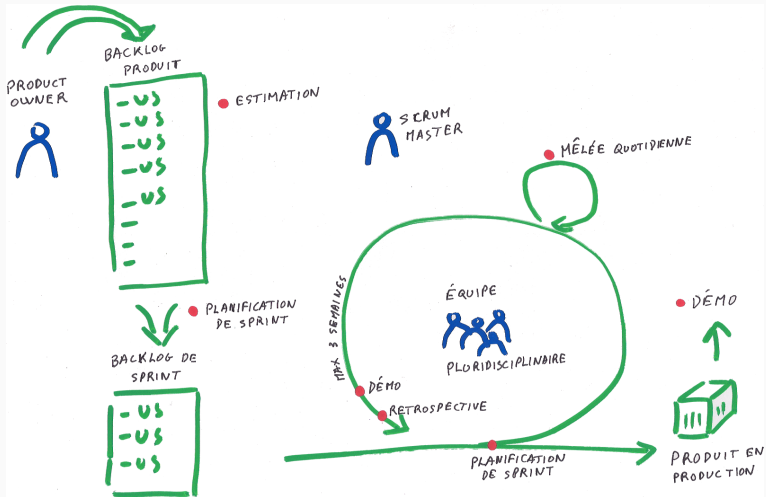 BACKLOG
PRODUIT
PRODUCT
OWNER
- US
- US
- US
- US
- US
-
-
-
ESTIMATION
SCRUM
MASTER
MÊLÉE QUOTIDIENNE
PLANIFICATION
DE SPRINT
BACKLOG DE
SPRINT
- US
- US
- US
MAX 3 SEMAINES
ÉQUIPE
PLURIDISCIPLINAIRE
DÉMO
RETROSPECTIVE
PLANIFICATION
DE SPRINT
DÉMO
PRODUIT EN
PRODUCTION